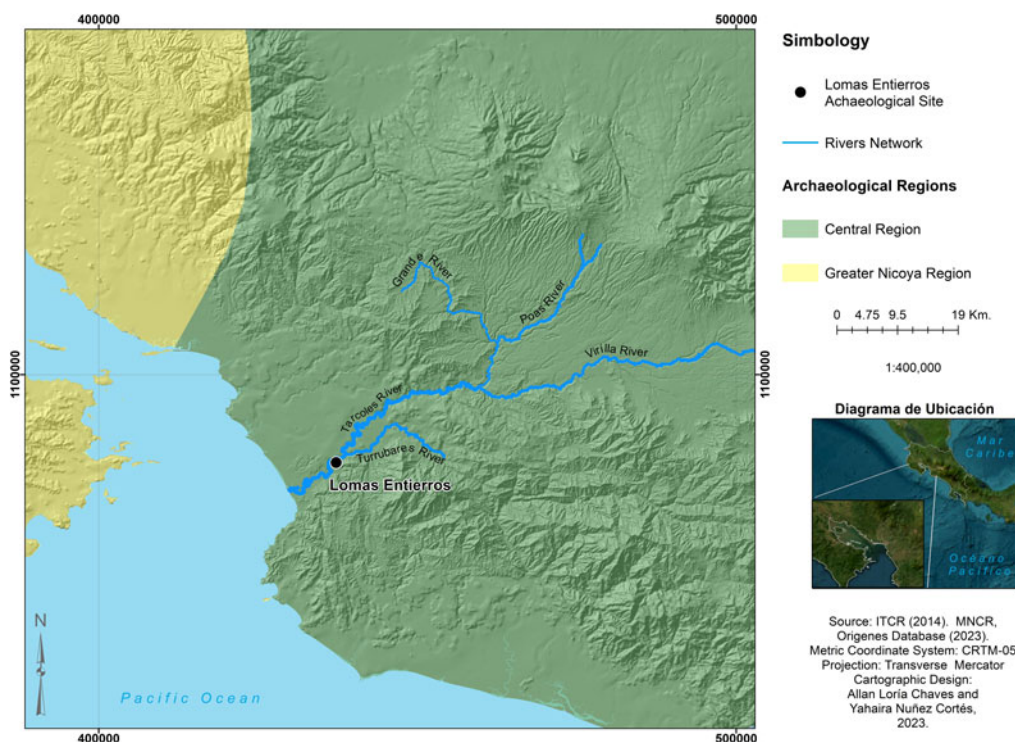 400000
500000
1100000
1100000
Grande River
Poas River
Virilla River
Tarcoles River
Turrubares River
Lomas Entierros
N
Pacific Ocean
400000
500000
Simbology
Lomas Entierros
Achaeological Site
Rivers Network
Archaeological Regions
Central Region
Greater Nicoya Region
0 4.75 9.5 19 Km.
1:400,000
Diagrama de Ubicación
Mar
Caribe
Océano
Pacífico
Source: ITCR (2014). MNCR,
Origenes Database (2023).
Metric Coordinate System: CRTM-05
Projection: Transverse Mercator
Cartographic Design:
Allan Loría Chaves and
Yahaira Nuñez Cortés,
2023.